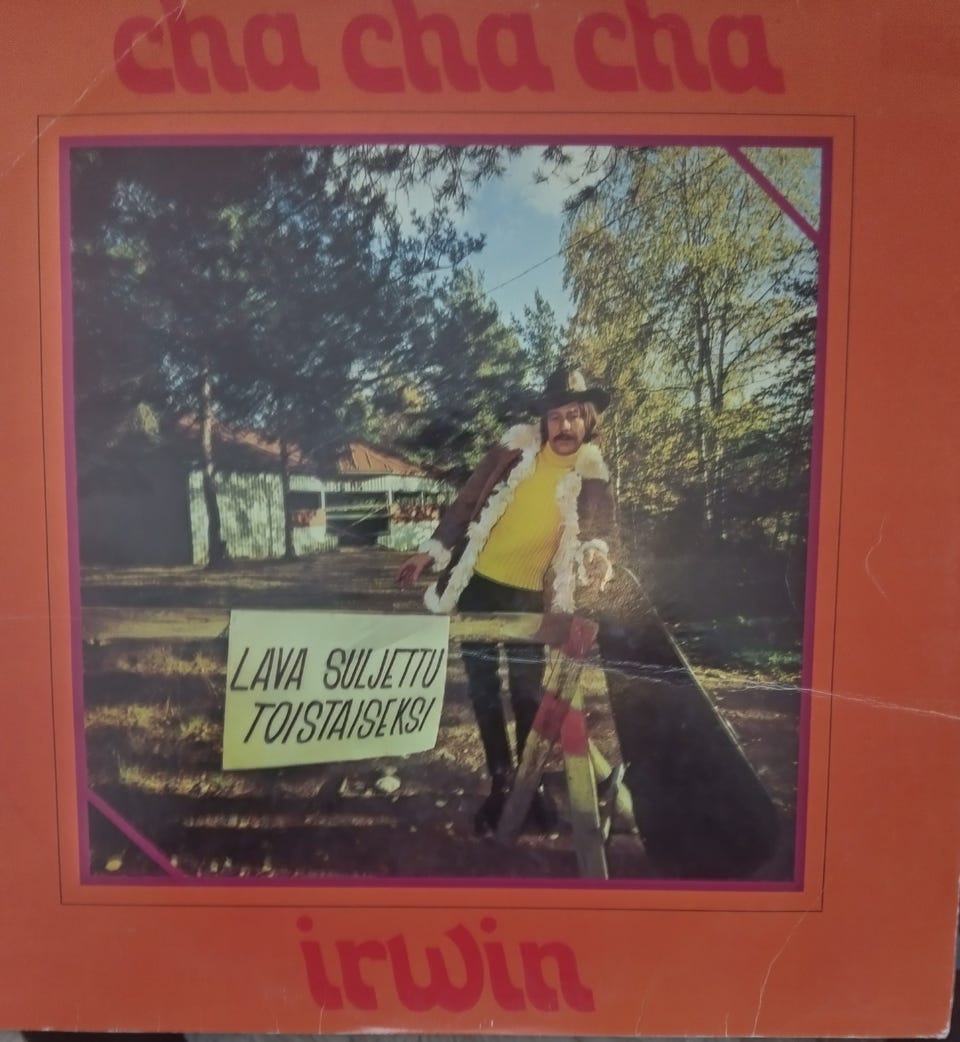 cha cha cha
LAVA SULJETTU
TOISTAISEKSI
irwin